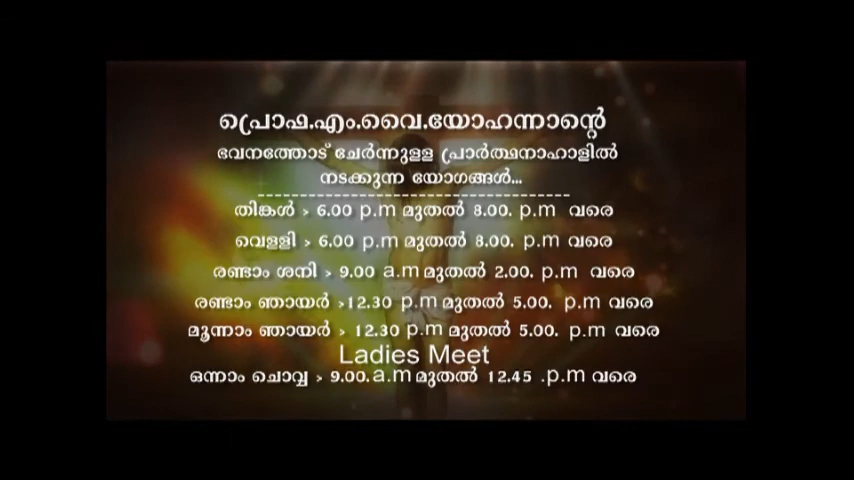 പ്രൊഫ.എം.വൈ.യോഹന്നാന്റെ
ഭവനത്തോട് ചേർന്നുളള പ്രാർത്ഥനാഹാളിൽ
നടക്കുന്ന യോഗങ്ങൾ...
--------------------------------------
തിങ്കൾ > 6.00 p.m മുതൽ 8.00. p.m വരെ
വെളളി > 6.00 p.m മുതൽ 8.00. p.m വരെ
രണ്ടാം ശനി > 9.00 a.m മുതൽ 2.00. p.m വരെ
രണ്ടാം ഞായർ >12.30 p.m മുതൽ 5.00. p.m വരെ
മൂന്നാം ഞായർ > 12.30 p.m മുതൽ 5.00. p.m വരെ
Ladies Meet
ഒന്നാം ചൊവ്വ > 9.00. a.m മുതൽ 12.45 .p.m വരെ